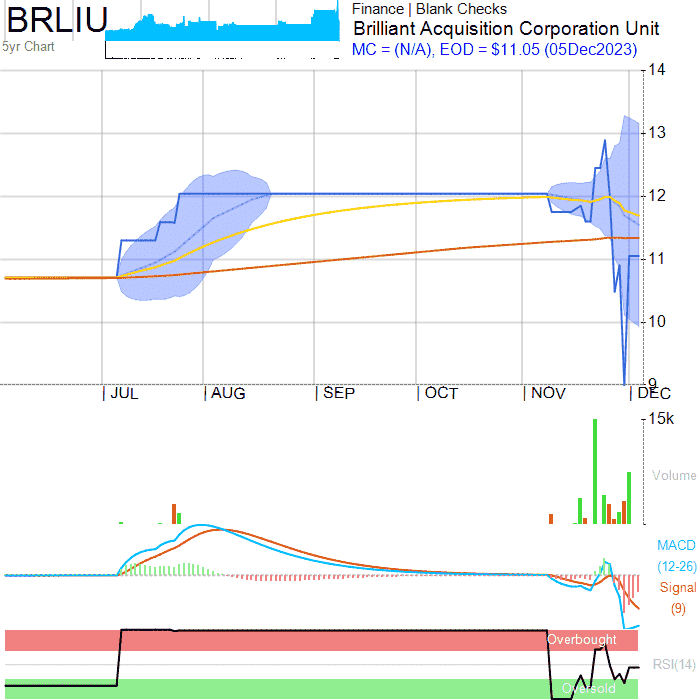 BRLIU
Finance | Blank Checks
Brilliant Acquisition Corporation Unit
5yr Chart
MC = (N/A), EOD = $11.05 (05Dec2023)
14
13
12
11
10
9
JUL AUG SEP OCT NOV DEC
15k
Volume
MACD
(12-26)
Signal
(9)
Overbought
RSI(14)
Oversold